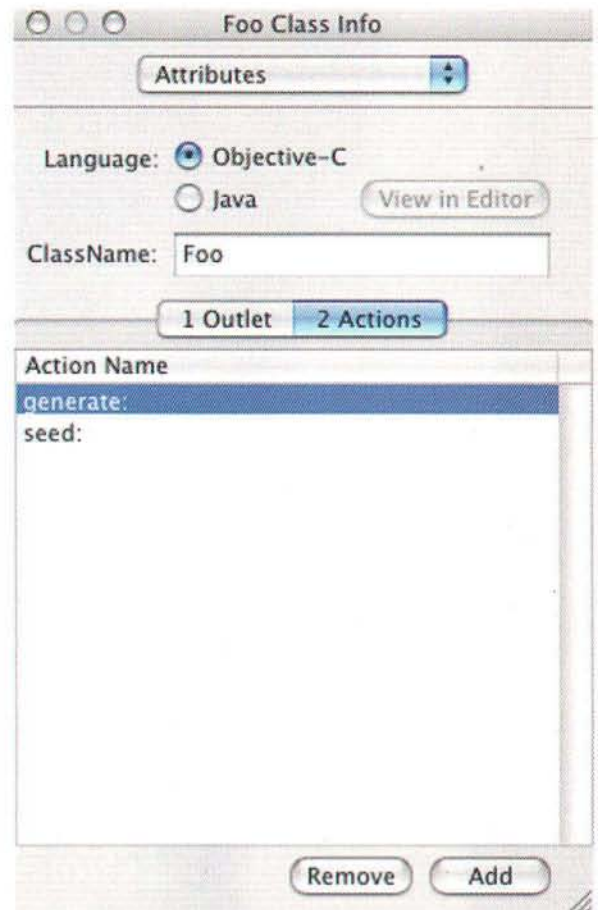 Foo Class Info
Attributes
Language: Objective-C
Java View in Editor
ClassName: Foo
1 Outlet 2 Actions
Action Name
generate:
seed:
Remove Add